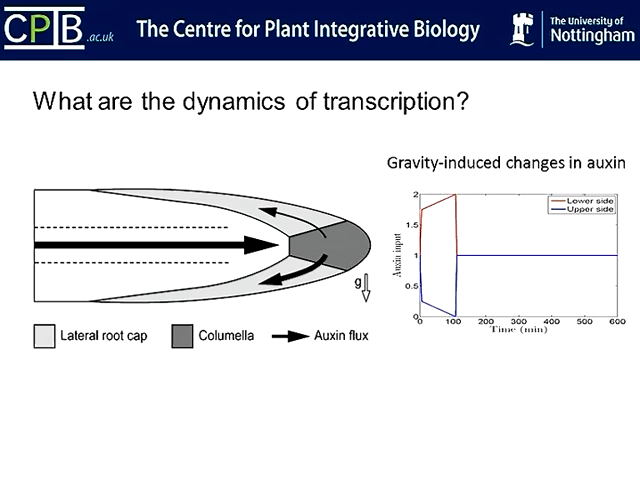 CPIB.ac.uk
The Centre for Plant Integrative Biology
The University of
Nottingham
What are the dynamics of transcription?
Gravity-induced changes in auxin
2
1.5
1
0.5
0
Auxin input
Lower side
Upper side
0 100 200 300 400 500 600
Time (min)
g
Lateral root cap
Columella
Auxin flux